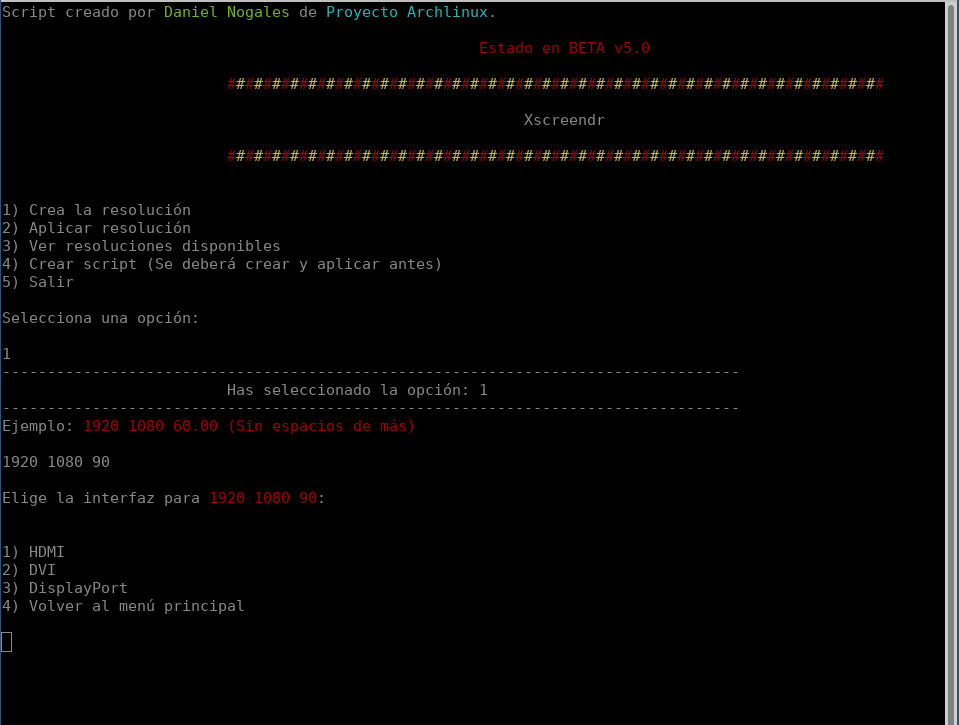 Script creado por Daniel Nogales de Proyecto Archlinux.
Estado en BETA v5.0
#########################################################################
Xscreendr
#########################################################################
1) Crea la resolución
2) Aplicar resolución
3) Ver resoluciones disponibles
4) Crear script (Se deberá crear y aplicar antes)
5) Salir
Selecciona una opción:
1
----------------------------------------------------------------------------------
Has seleccionado la opción: 1
----------------------------------------------------------------------------------
Ejemplo: 1920 1080 60.00 (Sin espacios de más)
1920 1080 90
Elige la interfaz para 1920 1080 90:
1) HDMI
2) DVI
3) DisplayPort
4) Volver al menú principal